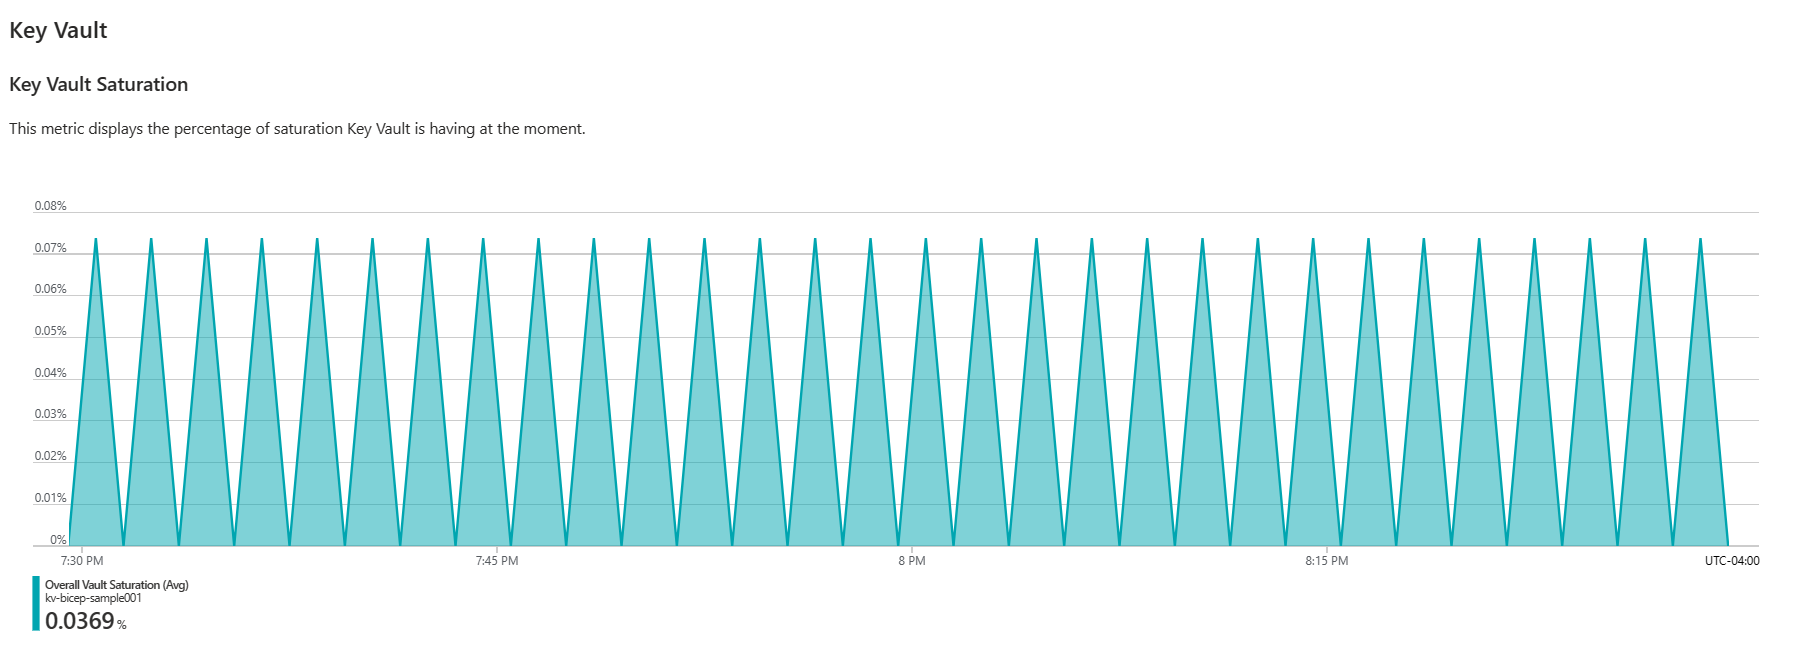 Key Vault
Key Vault Saturation
This metric displays the percentage of saturation Key Vault is having at the moment.
0.08%
0.07%
0.06%
0.05%
0.04%
0.03%
0.02%
0.01%
0%
7:30 PM 7:45 PM 8 PM 8:15 PM UTC-04:00
Overall Vault Saturation (Avg)
kv-bicep-sample001
0.0369 %